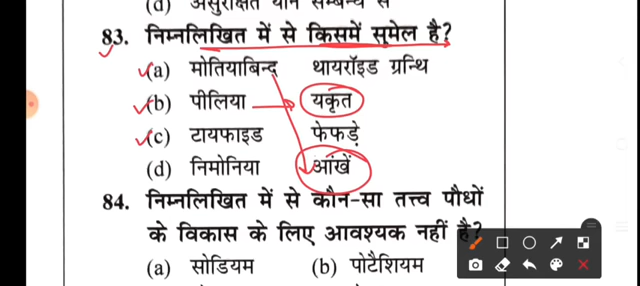 (d) असुरक्षित यौन सम्बन्ध से
83. निम्नलिखित में से किसमें सुमेल है?
(a) मोतियाबिन्द थायरॉइड ग्रन्थि
(b) पीलिया यकृत
(c) टायफाइड फेफड़े
(d) निमोनिया आंखें
84. निम्नलिखित में से कौन-सा तत्त्व पौधों
के विकास के लिए आवश्यक नहीं है?
(a) सोडियम (b) पोटैशियम